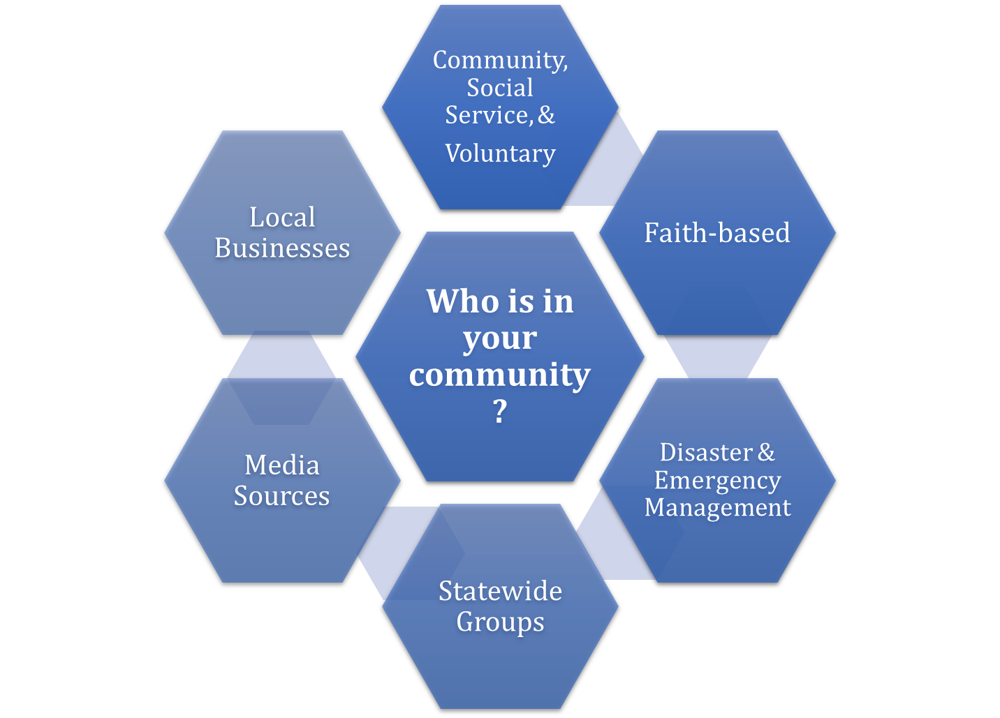 Community,
Social
Service, &
Voluntary
Faith-based
Disaster &
Emergency
Management
Statewide
Groups
Media
Sources
Local
Businesses
Who is in
your
community
?